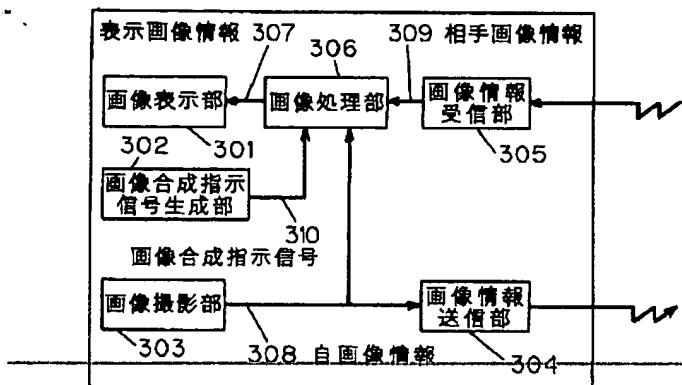 表示画像情報 307
306
309 相手画像情報
画像表示部
301
画像処理部
画像情報
受信部
305
302
画像合成指示
信号生成部
310
画像合成指示信号
画像撮影部
303
308 自画像情報
画像情報
送信部
304